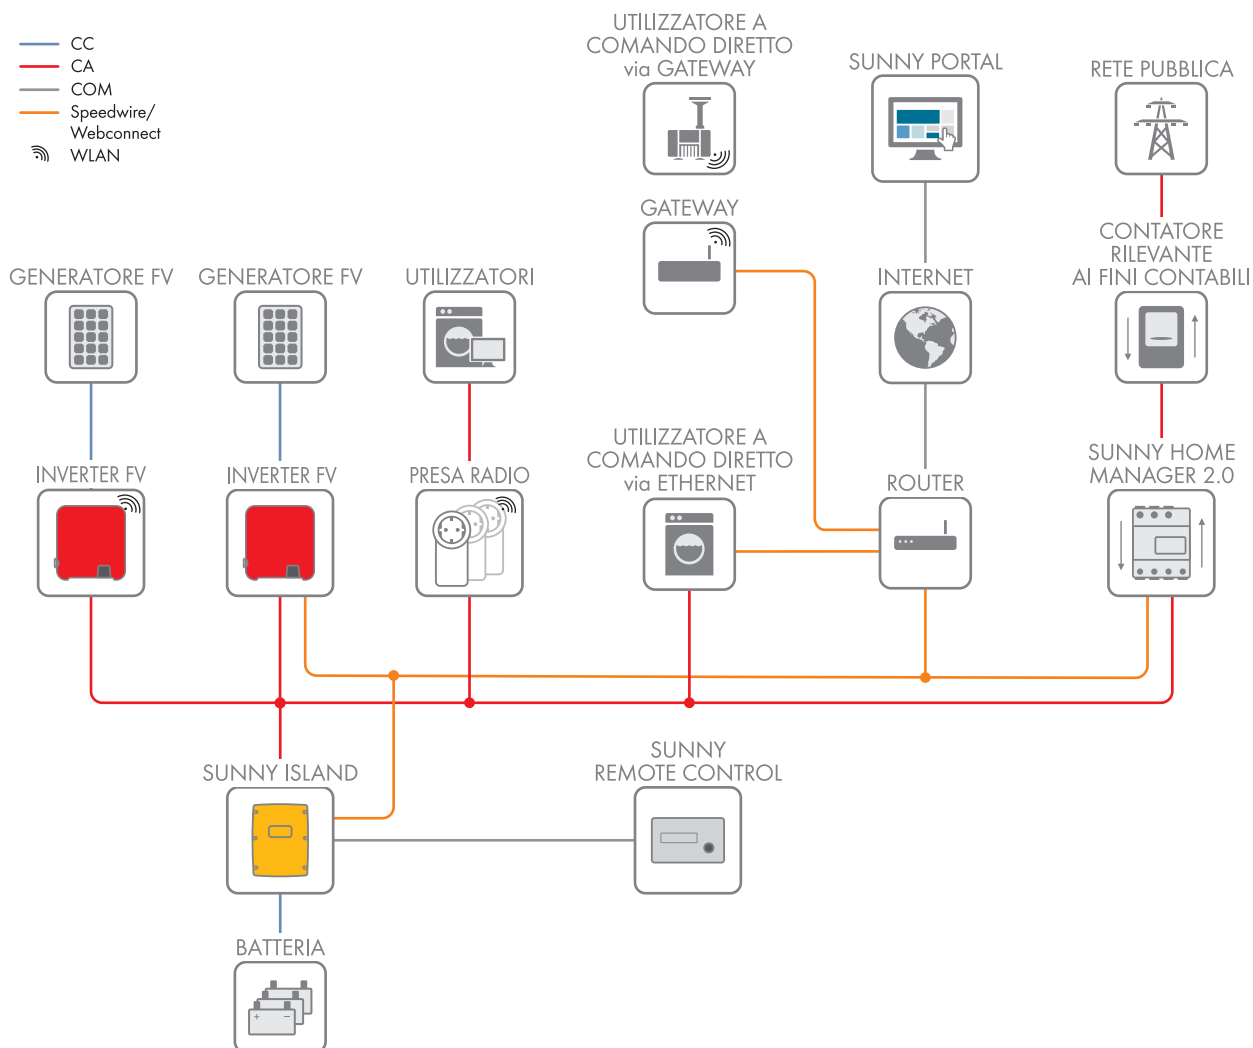 CC
CA
COM
Speedwire/
Webconnect
WLAN
UTILIZZATORE A
COMANDO DIRETTO
via GATEWAY
SUNNY PORTAL
RETE PUBBLICA
GATEWAY
CONTATORE
RILEVANTE
AI FINI CONTABILI
GENERATORE FV
GENERATORE FV
UTILIZZATORI
INTERNET
UTILIZZATORE A
COMANDO DIRETTO
via ETHERNET
SUNNY HOME
MANAGER 2.0
INVERTER FV
INVERTER FV
PRESA RADIO
ROUTER
SUNNY ISLAND
SUNNY
REMOTE CONTROL
BATTERIA
+ −